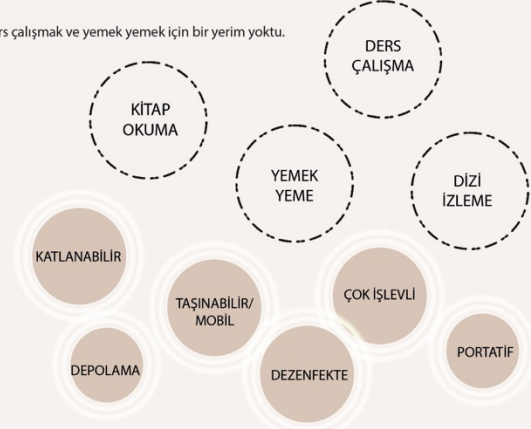 çalışmak ve yemek yemek için bir yerim yoktu.
DERS
ÇALIŞMA
KİTAP
OKUMA
YEMEK
YEME
DİZİ
İZLEME
KATLANABİLİR
TAŞINABİLİR/
MOBİL
ÇOK İŞLEVLİ
DEPOLAMA
DEZENFEKTE
PORTATİF